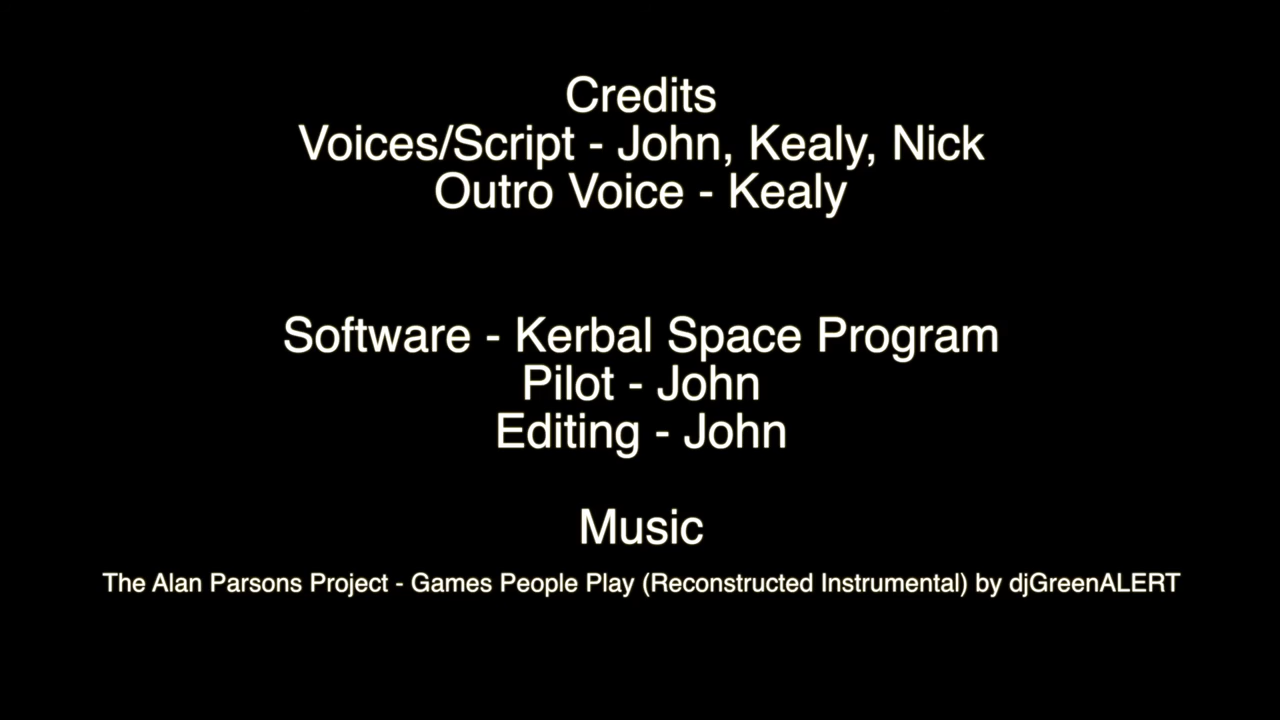 Credits
Voices/Script - John, Kealy, Nick
Outro Voice - Kealy
Software - Kerbal Space Program
Pilot - John
Editing - John
Music
The Alan Parsons Project - Games People Play (Reconstructed Instrumental) by djGreenALERT